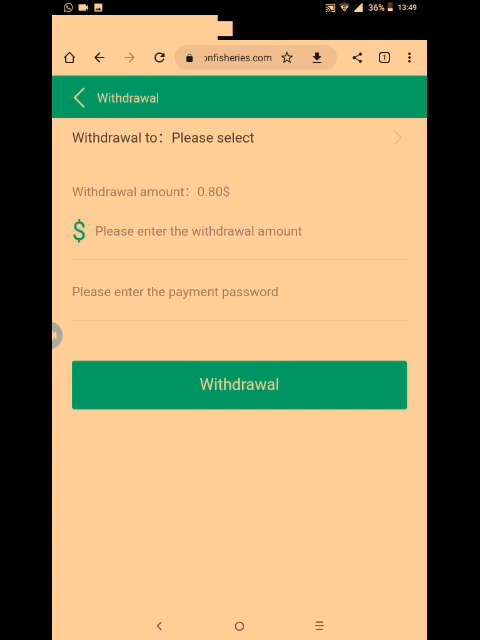 36% 13:49
onfisheries.com 1
Withdrawal
Withdrawal to: Please select
Withdrawal amount: 0.80$
$ Please enter the withdrawal amount
Please enter the payment password
Withdrawal